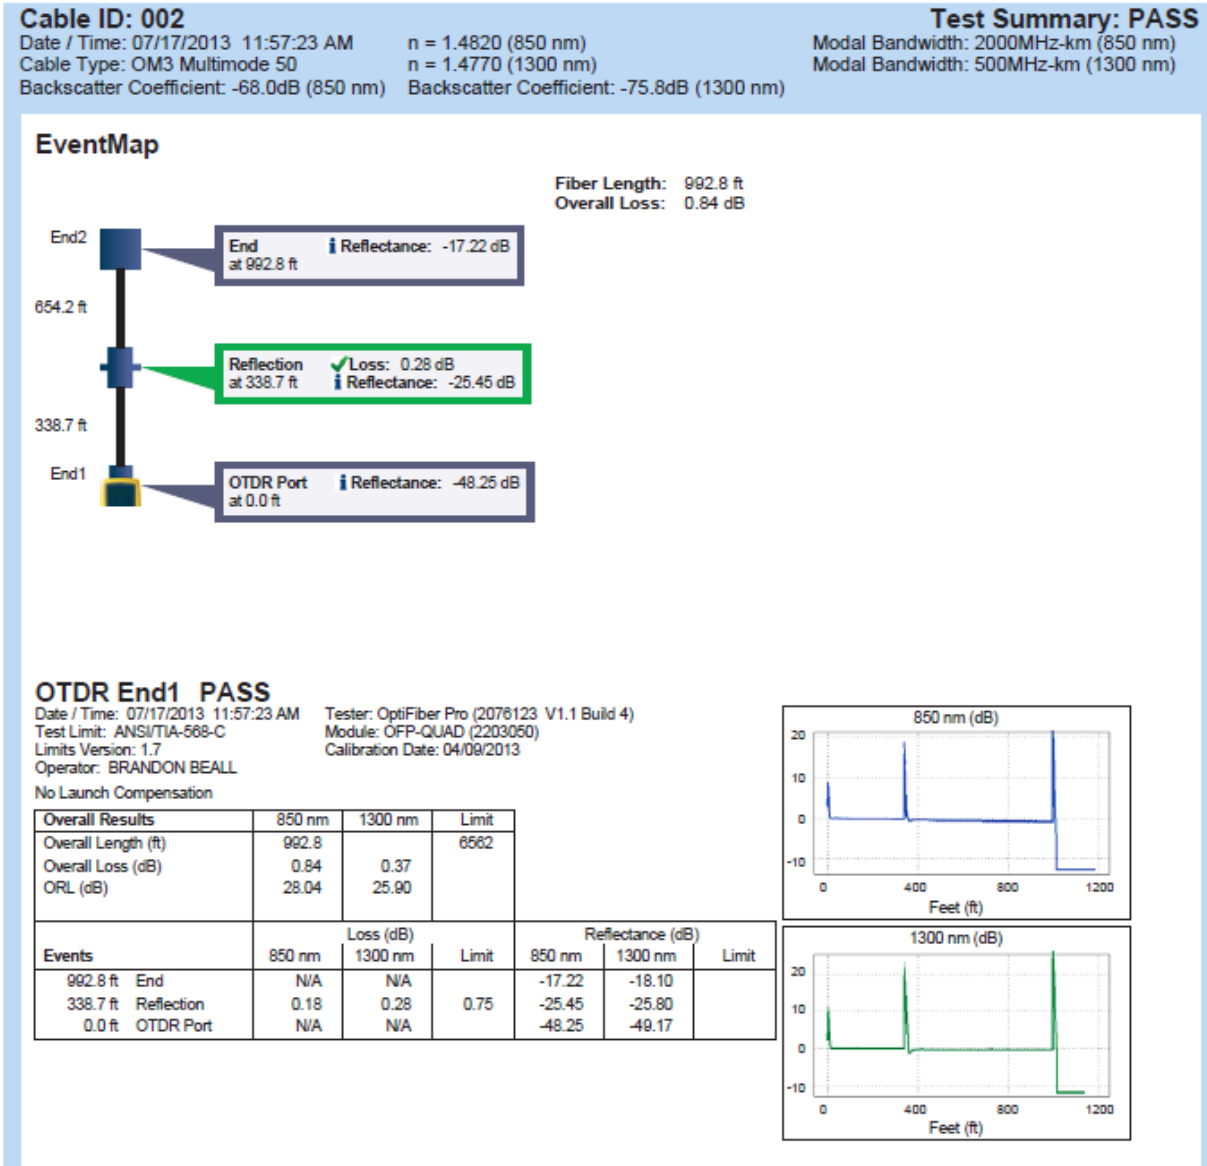 Cable ID: 002
Test Summary: PASS
Date / Time: 07/17/2013 11:57:23 AM
n = 1.4820 (850 nm)
Modal Bandwidth: 2000MHz-km (850 nm)
Cable Type: OM3 Multimode 50
n = 1.4770 (1300 nm)
Modal Bandwidth: 500MHz-km (1300 nm)
Backscatter Coefficient: -68.0dB (850 nm)
Backscatter Coefficient: -75.8dB (1300 nm)
EventMap
Fiber Length: 992.8 ft
Overall Loss: 0.84 dB
End2
End
at 992.8 ft
i Reflectance: -17.22 dB
654.2 ft
Reflection
at 338.7 ft
✓Loss: 0.28 dB
i Reflectance: -25.45 dB
338.7 ft
End1
OTDR Port
at 0.0 ft
i Reflectance: -48.25 dB
OTDR End1 PASS
Date / Time: 07/17/2013 11:57:23 AM
Test Limit: ANSI/TIA-568-C
Limits Version: 1.7
Operator: BRANDON BEALL
Tester: OptiFiber Pro (2076123 V1.1 Build 4)
Module: OFP-QUAD (2203050)
Calibration Date: 04/09/2013
No Launch Compensation
Overall Results 850 nm 1300 nm Limit
Overall Length (ft) 992.8 6562
Overall Loss (dB) 0.84 0.37
ORL (dB) 28.04 25.90
Loss (dB) Reflectance (dB)
Events 850 nm 1300 nm Limit 850 nm 1300 nm Limit
992.8 ft End N/A N/A -17.22 -18.10
338.7 ft Reflection 0.18 0.28 0.75 -25.45 -25.80
0.0 ft OTDR Port N/A N/A -48.25 -49.17
850 nm (dB)
20
10
0
-10
0 400 800 1200
Feet (ft)
1300 nm (dB)
20
10
0
-10
0 400 800 1200
Feet (ft)